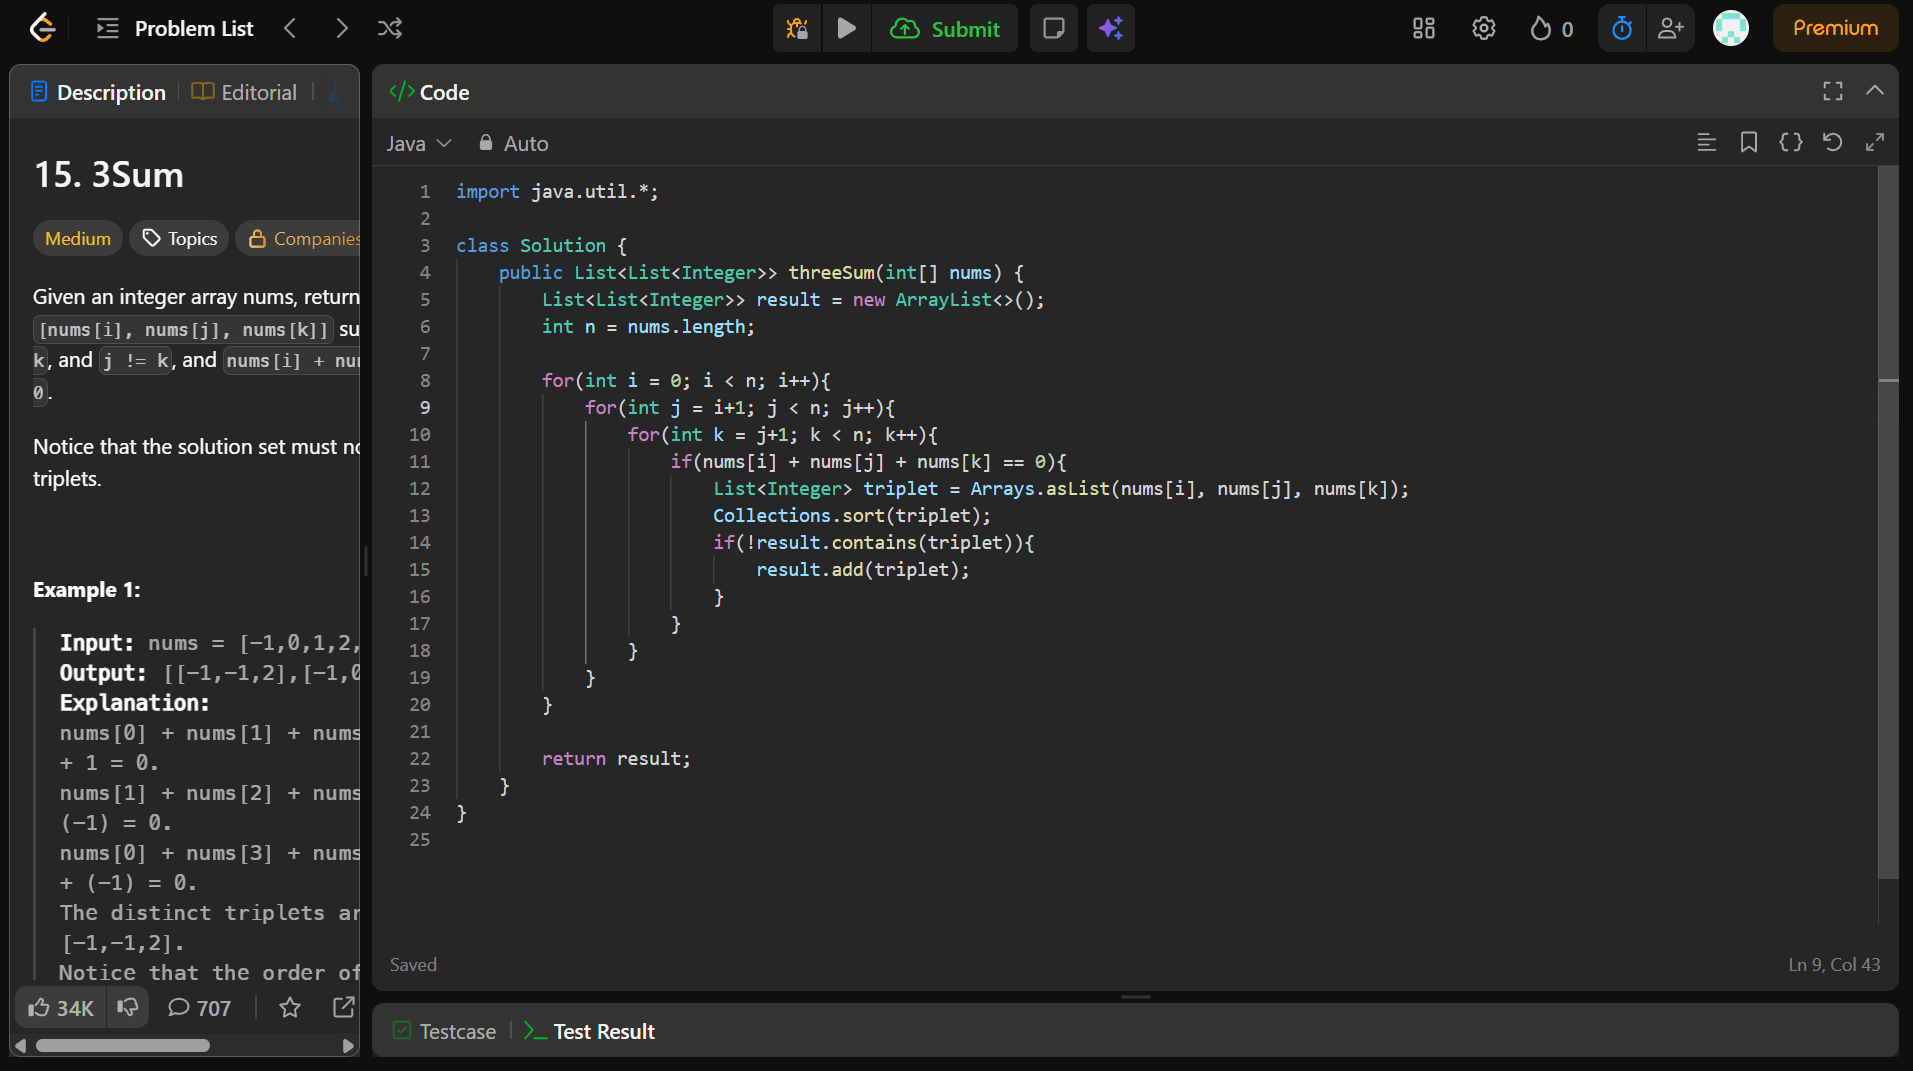 Problem List
Submit
0
Premium
Description
Editorial
15. 3Sum
Medium
Topics
Companies
Given an integer array nums, return
[nums[i], nums[j], nums[k]] su
k, and j != k, and nums[i] + nu
0.
Notice that the solution set must no
triplets.
Example 1:
Input: nums = [-1,0,1,2,
Output: [[-1,-1,2],[-1,0
Explanation:
nums[0] + nums[1] + nums
+ 1 = 0.
nums[1] + nums[2] + nums
(-1) = 0.
nums[0] + nums[3] + nums
+ (-1) = 0.
The distinct triplets ar
[-1,-1,2].
Notice that the order of
34K
707
Code
Java
Auto
1 import java.util.*;
2
3 class Solution {
4 public List<List<Integer>> threeSum(int[] nums) {
5 List<List<Integer>> result = new ArrayList<>();
6 int n = nums.length;
7
8 for(int i = 0; i < n; i++){
9 for(int j = i+1; j < n; j++){
10 for(int k = j+1; k < n; k++){
11 if(nums[i] + nums[j] + nums[k] == 0){
12 List<Integer> triplet = Arrays.asList(nums[i], nums[j], nums[k]);
13 Collections.sort(triplet);
14 if(!result.contains(triplet)){
15 result.add(triplet);
16 }
17 }
18 }
19 }
20 }
21
22 return result;
23 }
24 }
25
Saved
Ln 9, Col 43
Testcase
Test Result